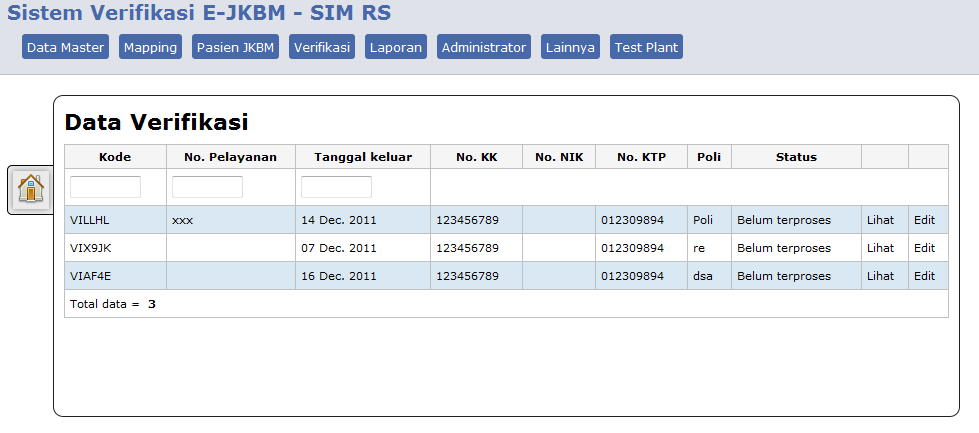 Sistem Verifikasi E-JKBM - SIM RS
Data Master Mapping Pasien JKBM Verifikasi Laporan Administrator Lainnya Test Plant
Data Verifikasi
Kode No. Pelayanan Tanggal keluar No. KK No. NIK No. KTP Poli Status
VILLHL xxx 14 Dec. 2011 123456789 012309894 Poli Belum terproses Lihat Edit
VIX9JK 07 Dec. 2011 123456789 012309894 re Belum terproses Lihat Edit
VIAF4E 16 Dec. 2011 123456789 012309894 dsa Belum terproses Lihat Edit
Total data = 3